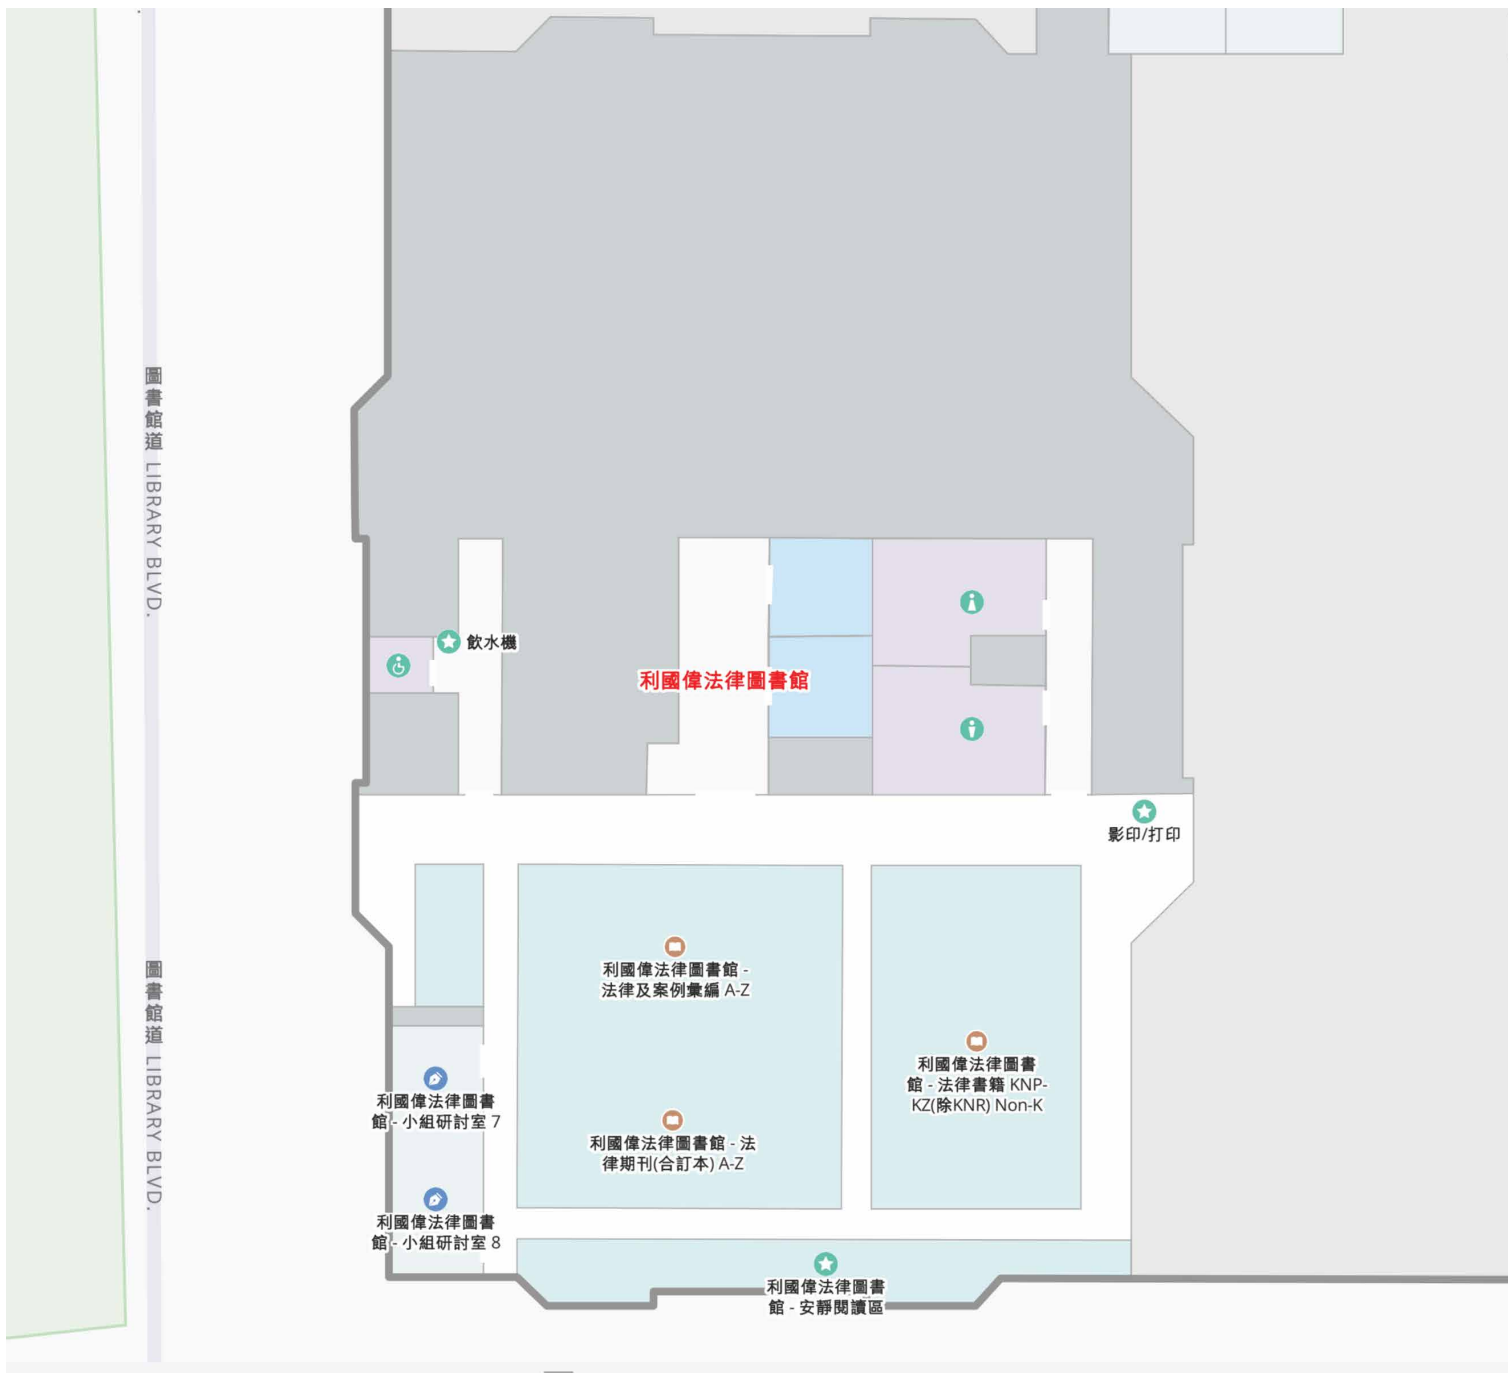 圖書館道 LIBRARY BLVD.
飲水機
利國偉法律圖書館
影印/打印
利國偉法律圖書館 -
法律及案例彙編 A-Z
圖書館道 LIBRARY BLVD.
利國偉法律圖書
館 - 法律書籍 KNP-
KZ(除KNR) Non-K
利國偉法律圖書
館 - 小組研討室 7
利國偉法律圖書館 - 法
律期刊(合訂本) A-Z
利國偉法律圖書
館 - 小組研討室 8
利國偉法律圖書
館 - 安靜閱讀區